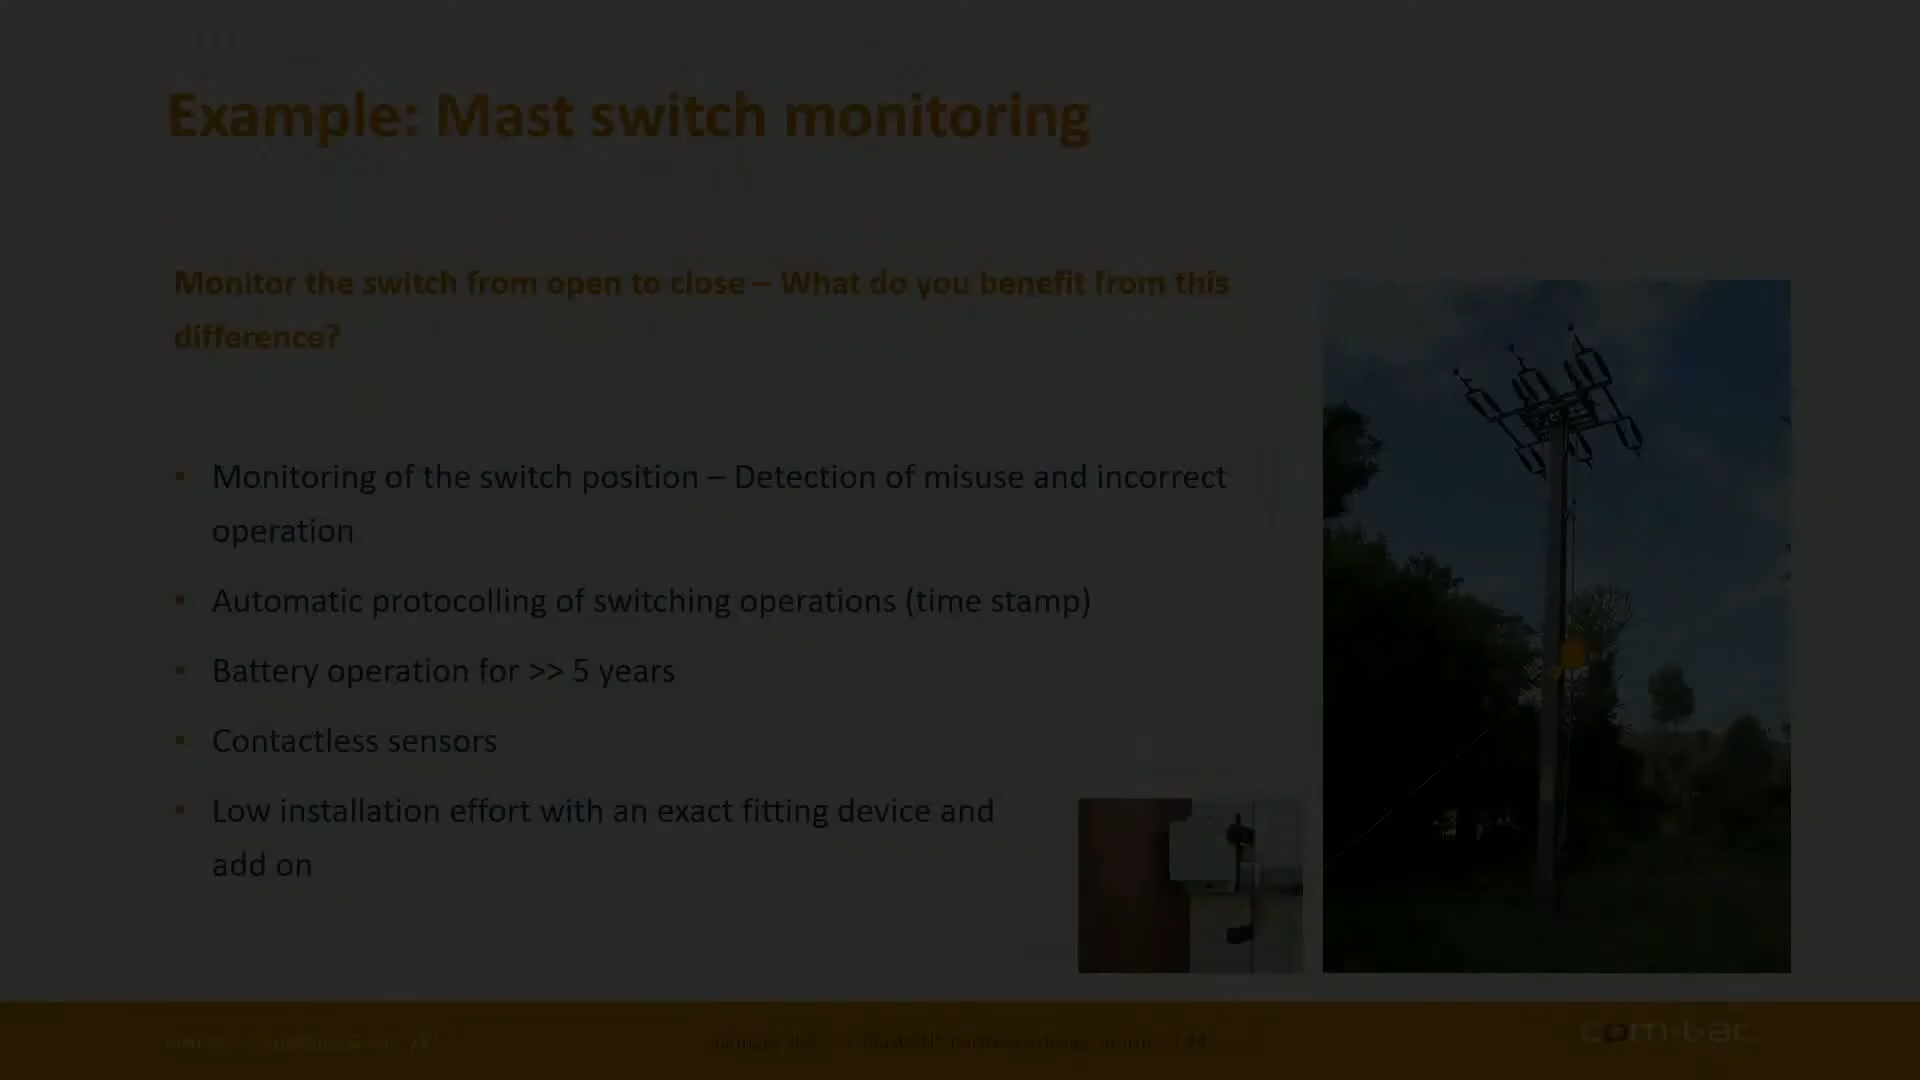 Example: Mast switch monitoring
Monitor the switch from open to close – What do you benefit from this
difference?
▪ Monitoring of the switch position – Detection of misuse and incorrect
operation
▪ Automatic protocolling of switching operations (time stamp)
▪ Battery operation for >> 5 years
▪ Contactless sensors
▪ Low installation effort with an exact fitting device and
add on
com-t-ac